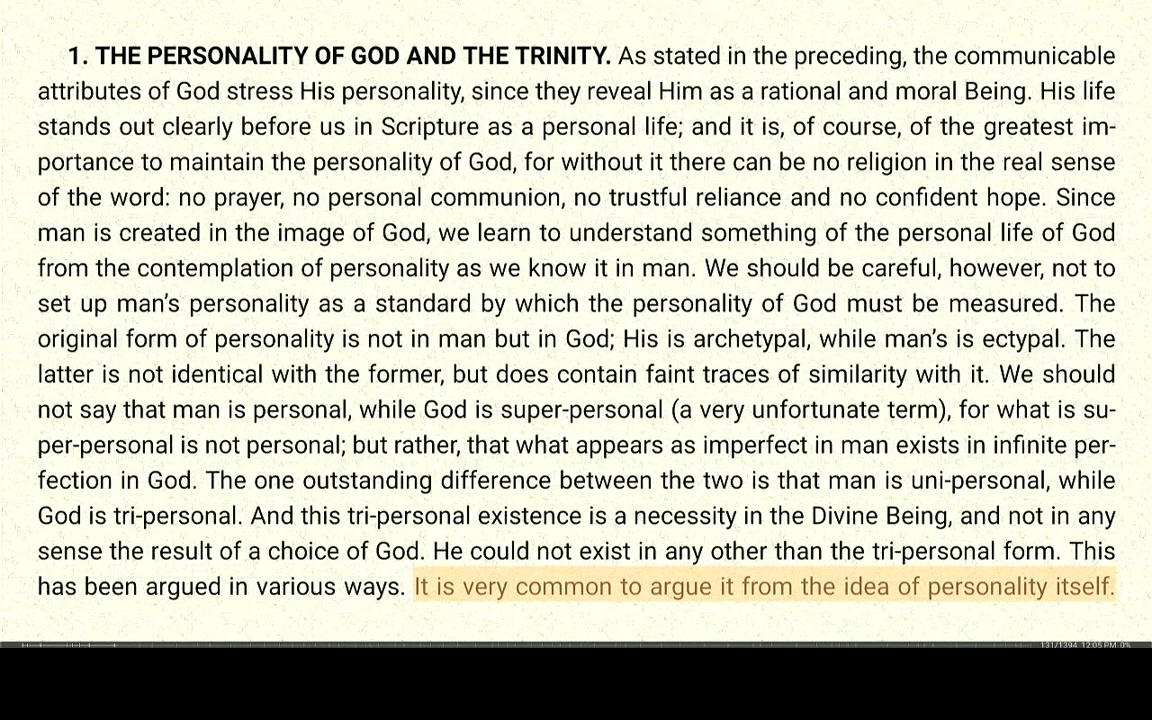 1. THE PERSONALITY OF GOD AND THE TRINITY. As stated in the preceding, the communicable
attributes of God stress His personality, since they reveal Him as a rational and moral Being. His life
stands out clearly before us in Scripture as a personal life; and it is, of course, of the greatest im-
portance to maintain the personality of God, for without it there can be no religion in the real sense
of the word: no prayer, no personal communion, no trustful reliance and no confident hope. Since
man is created in the image of God, we learn to understand something of the personal life of God
from the contemplation of personality as we know it in man. We should be careful, however, not to
set up man’s personality as a standard by which the personality of God must be measured. The
original form of personality is not in man but in God; His is archetypal, while man’s is ectypal. The
latter is not identical with the former, but does contain faint traces of similarity with it. We should
not say that man is personal, while God is super-personal (a very unfortunate term), for what is su-
per-personal is not personal; but rather, that what appears as imperfect in man exists in infinite per-
fection in God. The one outstanding difference between the two is that man is uni-personal, while
God is tri-personal. And this tri-personal existence is a necessity in the Divine Being, and not in any
sense the result of a choice of God. He could not exist in any other than the tri-personal form. This
has been argued in various ways. It is very common to argue it from the idea of personality itself.
131/1394 12:05 PM 0%